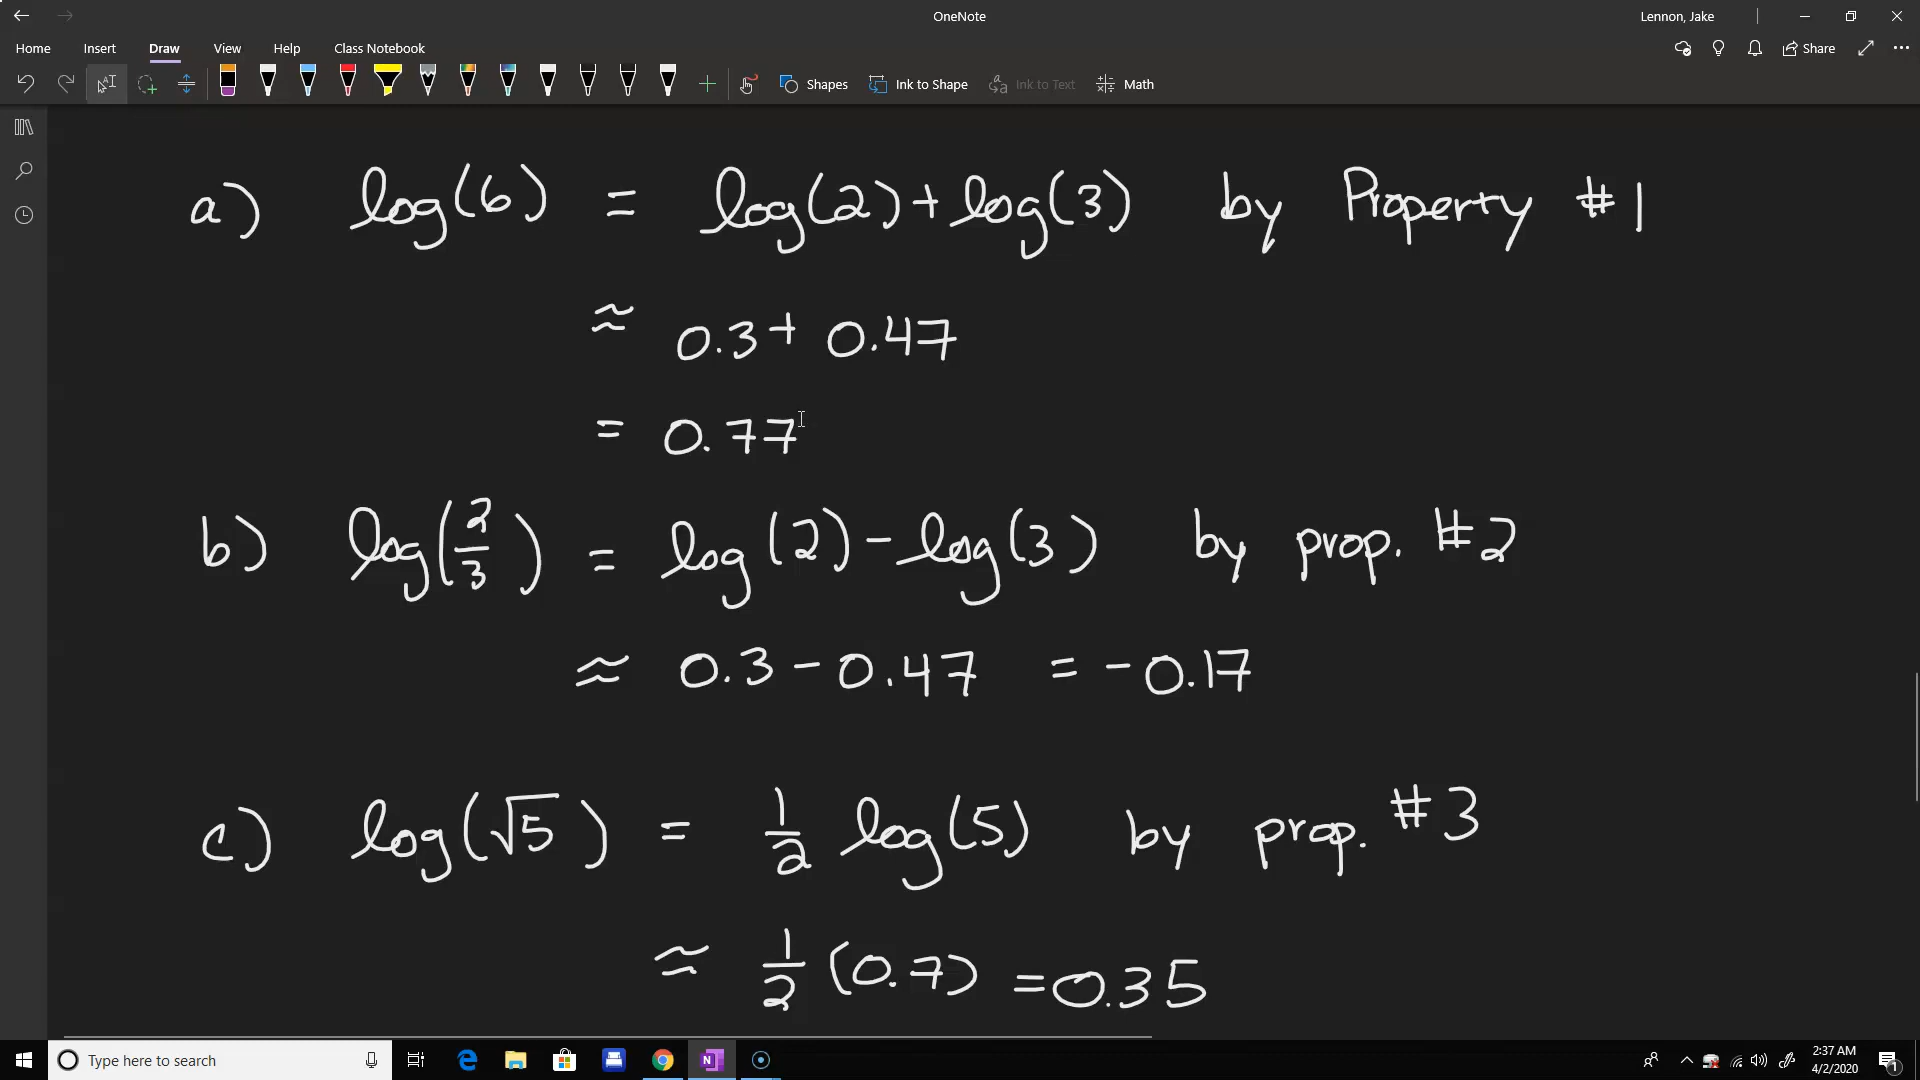 OneNote
Lennon, Jake
Home Insert Draw View Help Class Notebook
Share
Shapes Ink to Shape Ink to Text Math
a) log(6) = log(2) + log(3) by Property #1
≈ 0.3 + 0.47
= 0.77
b) log(2/3) = log(2) - log(3) by prop. #2
≈ 0.3 - 0.47 = -0.17
c) log(√5) = 1/2 log(5) by prop. #3
≈ 1/2 (0.7) = 0.35
Type here to search
2:37 AM
4/2/2020
1